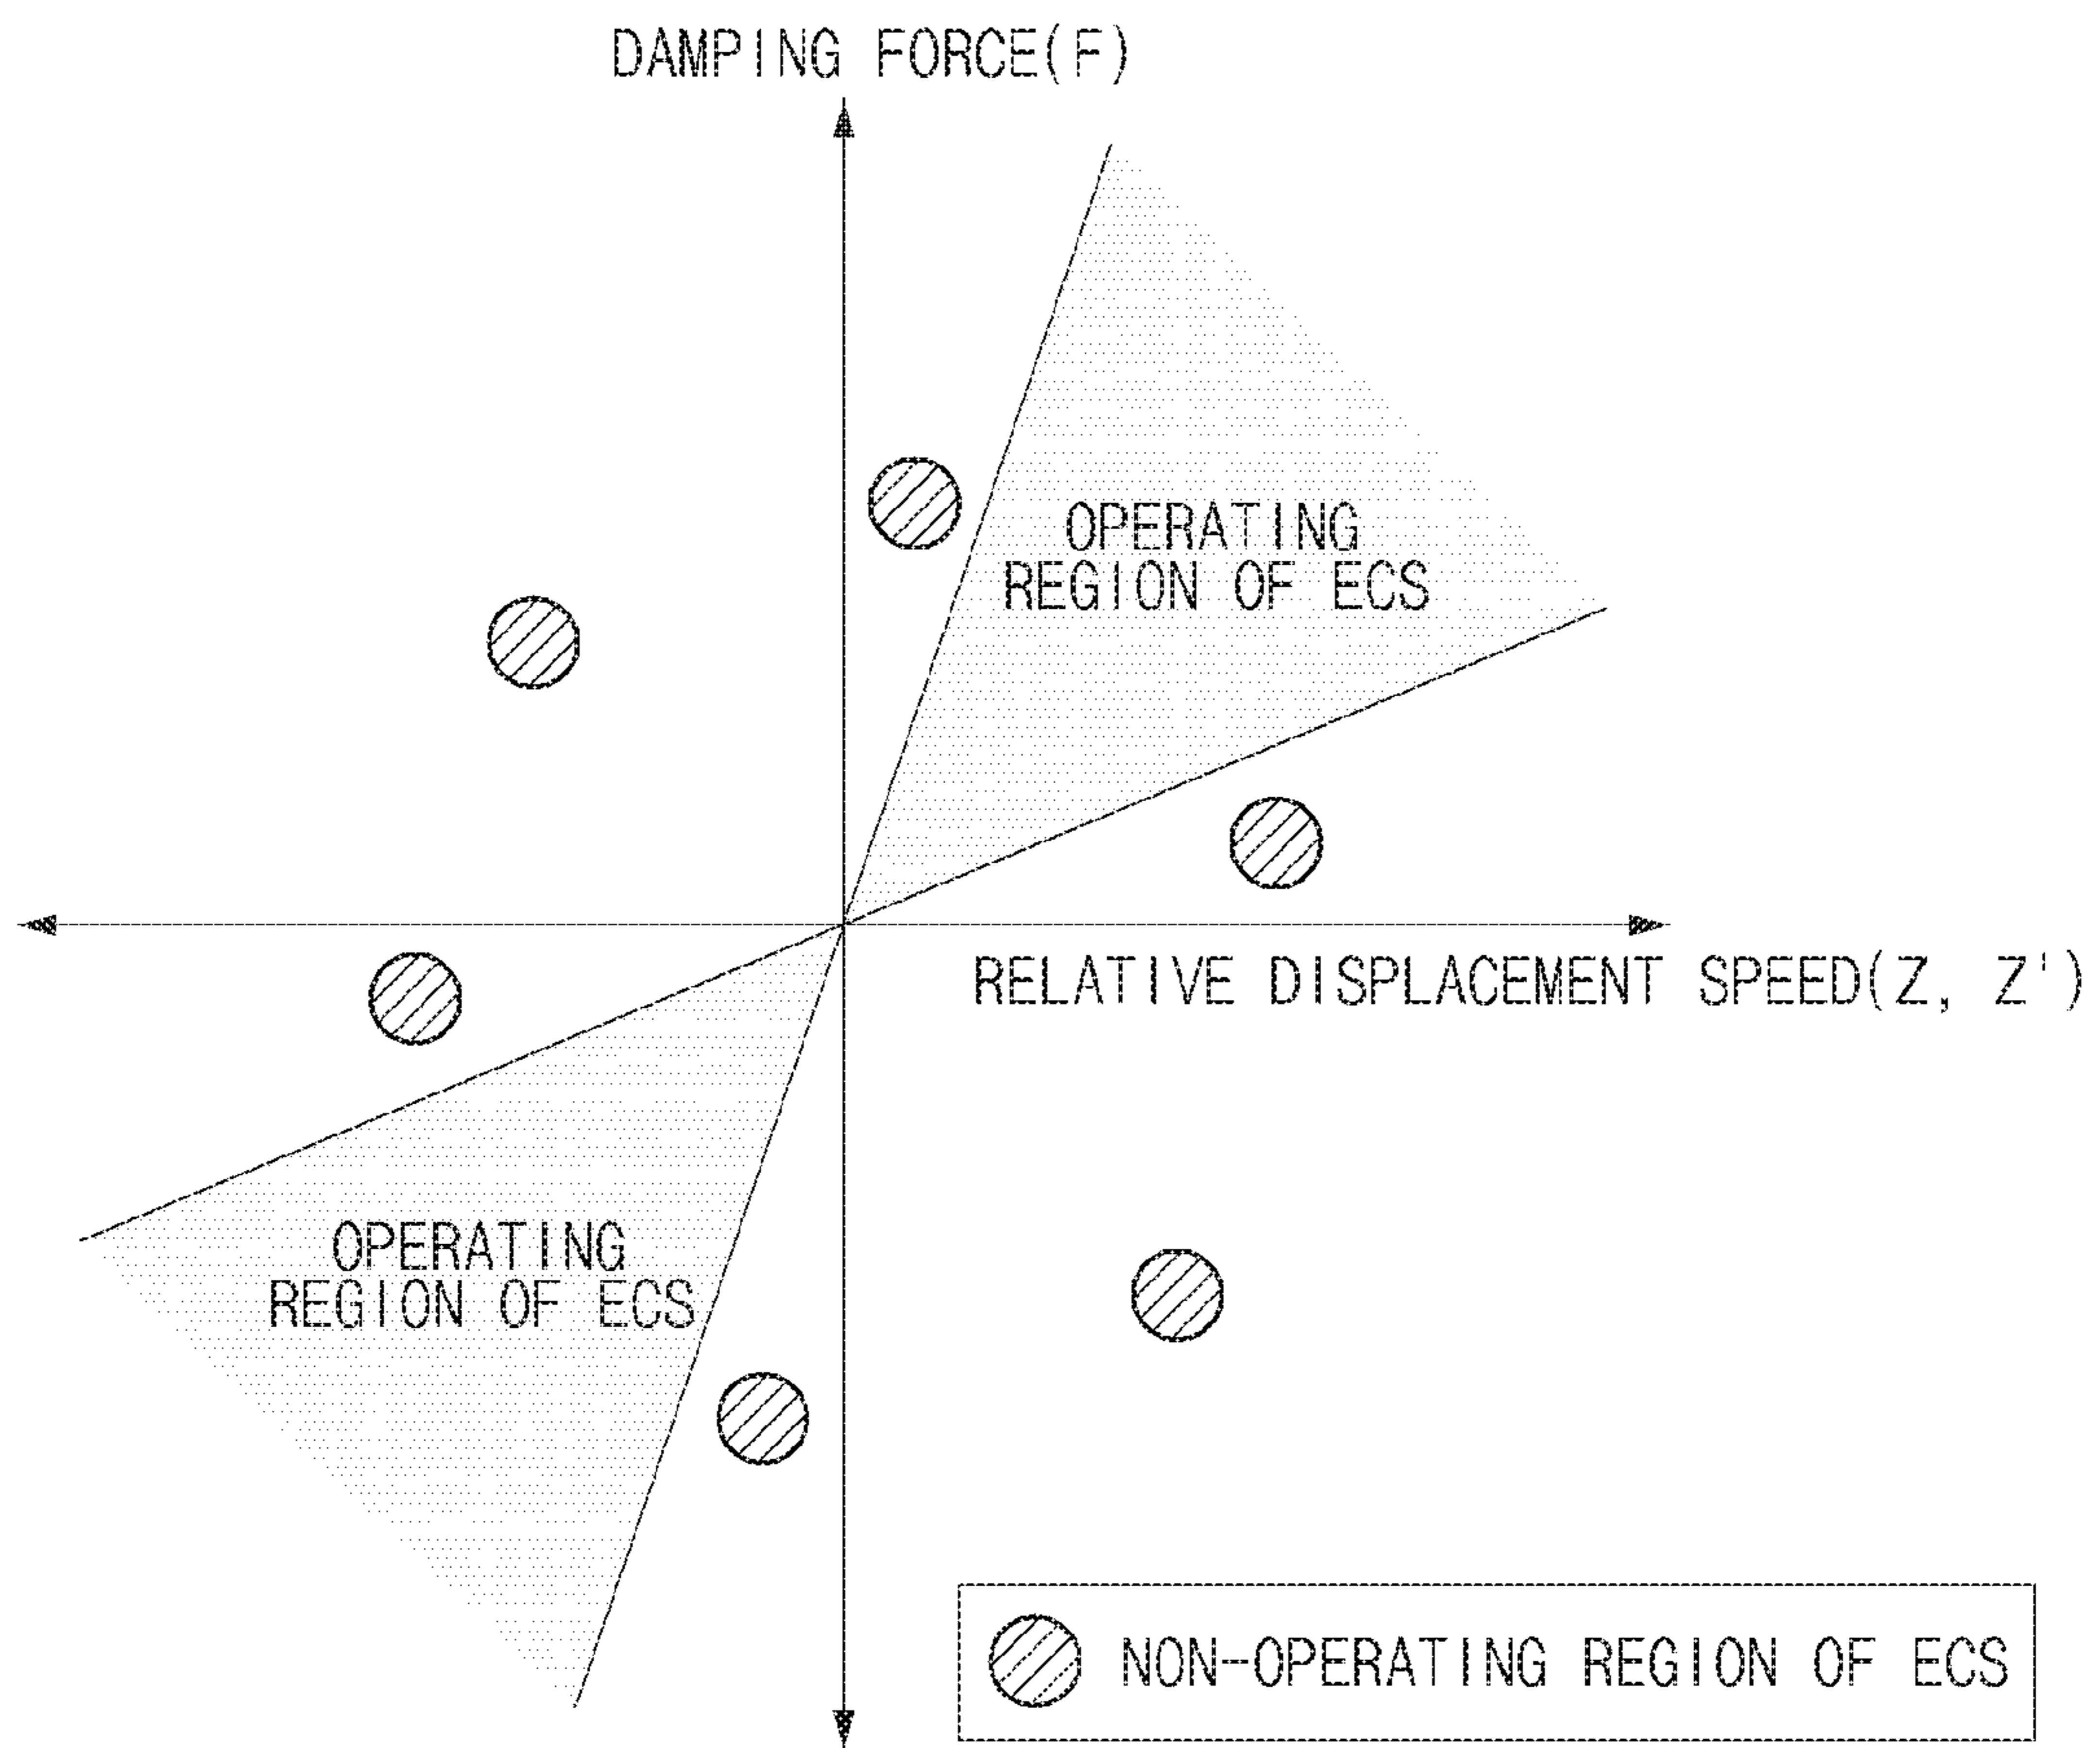 DAMPING FORCE(F)
OPERATING
REGION OF ECS
RELATIVE DISPLACEMENT SPEED(Z, Z')
OPERATING
REGION OF ECS
NON-OPERATING REGION OF ECS